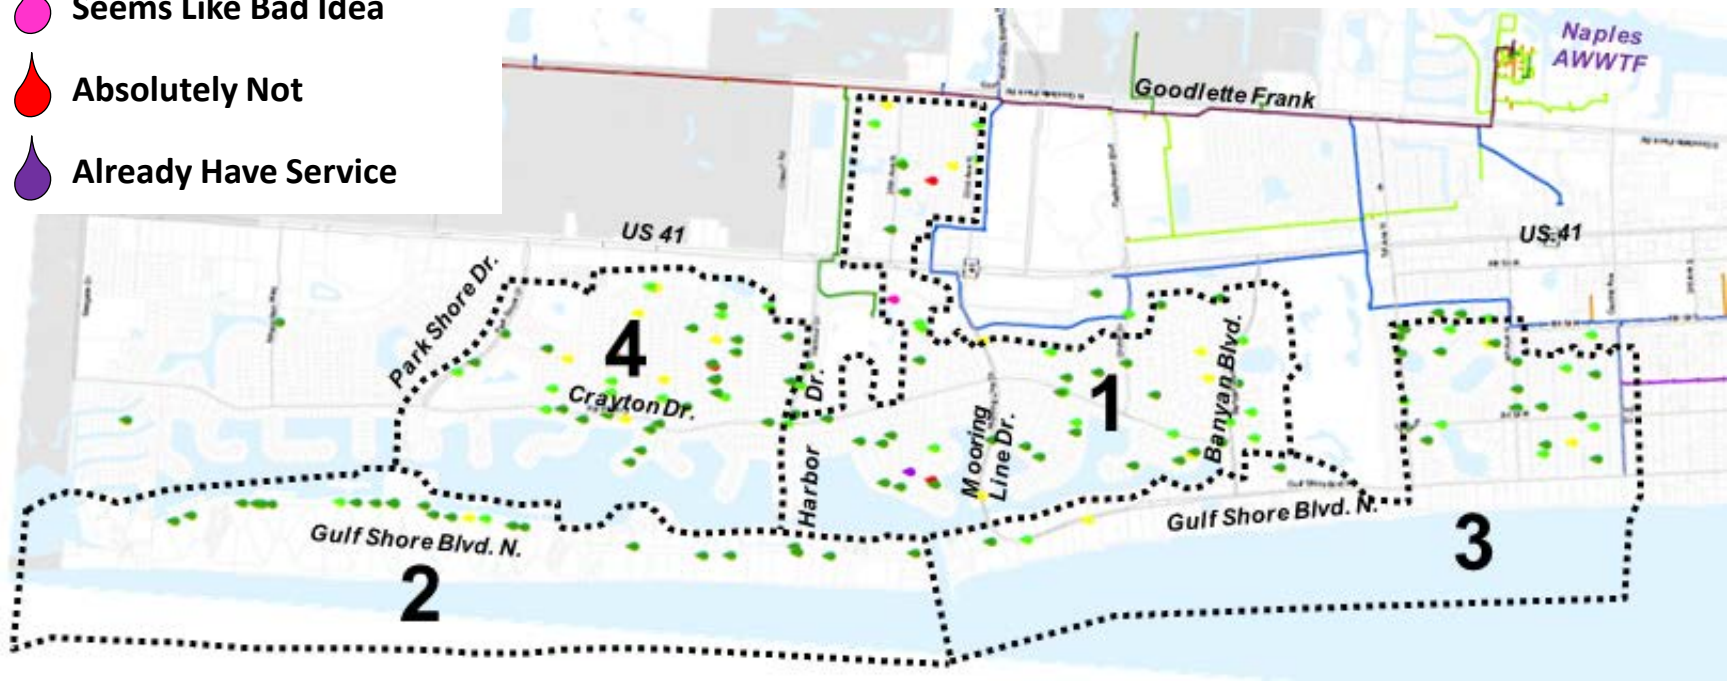 Seems Like Bad Idea
Absolutely Not
Already Have Service
Naples
AWWTF
Goodlette Frank
US 41
US 41
Park Shore Dr.
4
Crayton Dr.
Harbor Dr.
1
Mooring
Line Dr.
Banyan Blvd.
Gulf Shore Blvd. N.
Gulf Shore Blvd. N.
2
3